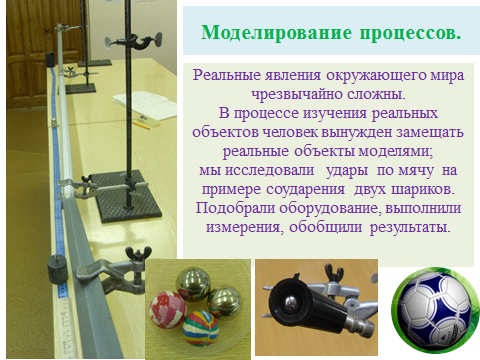 Моделирование процессов.
Реальные явления окружающего мира
чрезвычайно сложны.
В процессе изучения реальных
объектов человек вынужден замещать
реальные объекты моделями;
мы исследовали удары по мячу на
примере соударения двух шариков.
Подобрали оборудование, выполнили
измерения, обобщили результаты.